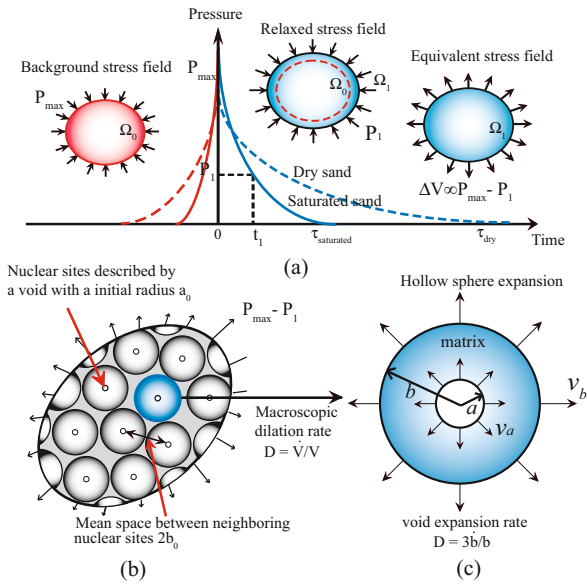 Pressure
Relaxed stress field
Equivalent stress field
Background stress field
P_max
P_max
Ω_0
Ω_0
Ω_1
P_1
Ω_1
ΔV∝P_max - P_1
P_1
Dry sand
Saturated sand
0
t_1
τ_saturated
τ_dry
Time
(a)
Nuclear sites described by
a void with a initial radius a_0
P_max - P_1
Macroscopic
dilation rate
D = V̇/V
Mean space between neighboring
nuclear sites 2b_0
(b)
Hollow sphere expansion
matrix
b
a
v_a
v_b
void expansion rate
D = 3ḃ/b
(c)